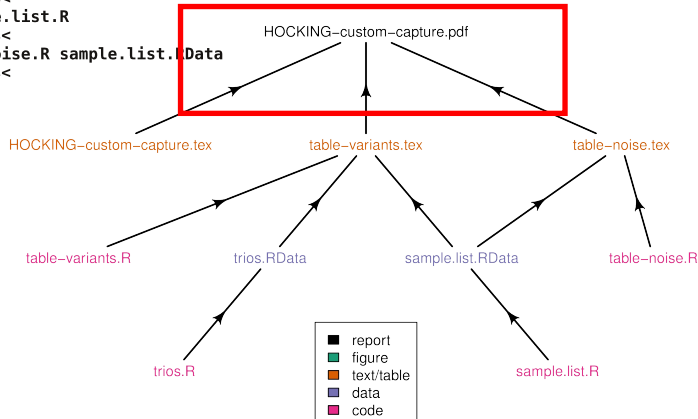 .list.R
<
oise.R sample.list.RData
<
HOCKING-custom-capture.pdf
HOCKING-custom-capture.tex table-variants.tex table-noise.tex
table-variants.R trios.RData sample.list.RData table-noise.R
trios.R sample.list.R
report
figure
text/table
data
code